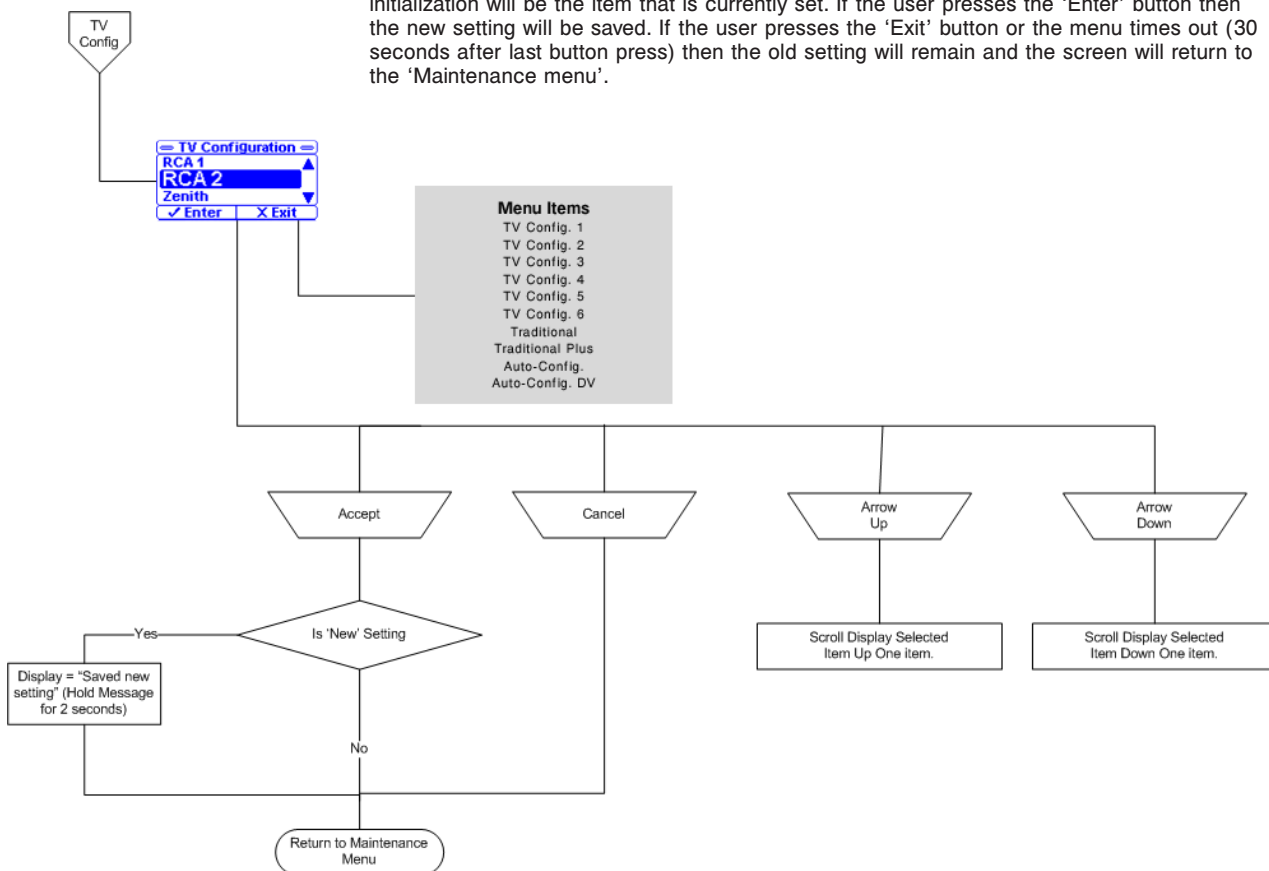 initialization will be the item that is currently set. If the user presses the ‘Enter’ button then
the new setting will be saved. If the user presses the ‘Exit’ button or the menu times out (30
seconds after last button press) then the old setting will remain and the screen will return to
the ‘Maintenance menu’.
TV
Config
TV Configuration
RCA 1
RCA 2
Zenith
✓ Enter
X Exit
Menu Items
TV Config. 1
TV Config. 2
TV Config. 3
TV Config. 4
TV Config. 5
TV Config. 6
Traditional
Traditional Plus
Auto-Config.
Auto-Config. DV
Accept
Cancel
Arrow
Up
Arrow
Down
Is ‘New’ Setting
Yes
No
Display = “Saved new
setting” (Hold Message
for 2 seconds)
Scroll Display Selected
Item Up One item.
Scroll Display Selected
Item Down One item.
Return to Maintenance
Menu